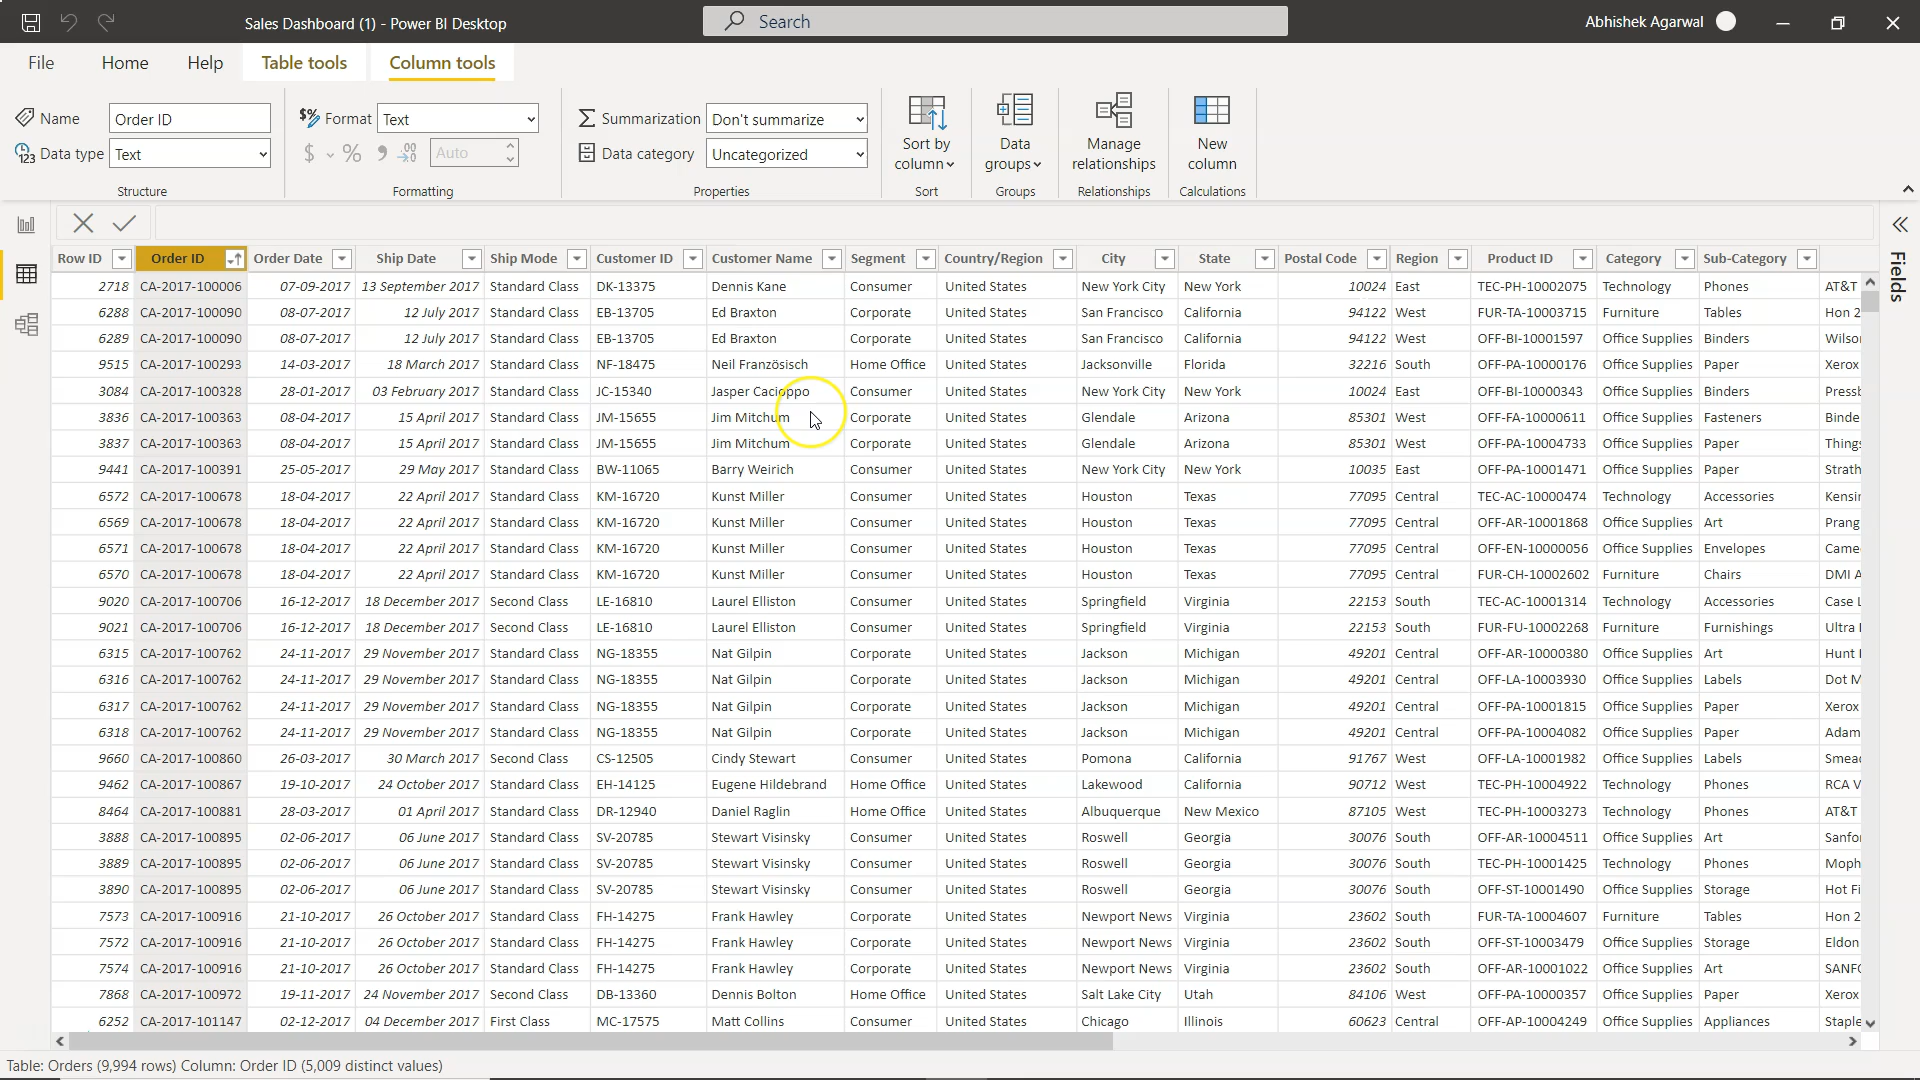 Sales Dashboard (1) - Power BI Desktop
Search
Abhishek Agarwal
File Home Help Table tools Column tools
Name Order ID
Data type Text
Structure
Format Text
$ % 9 .00 Auto
Formatting
Summarization Don't summarize
Data category Uncategorized
Properties
Sort by column
Sort
Data groups
Groups
Manage relationships
Relationships
New column
Calculations
Fields
Row ID Order ID Order Date Ship Date Ship Mode Customer ID Customer Name Segment Country/Region City State Postal Code Region Product ID Category Sub-Category
2718 CA-2017-100006 07-09-2017 13 September 2017 Standard Class DK-13375 Dennis Kane Consumer United States New York City New York 10024 East TEC-PH-10002075 Technology Phones AT&T
6288 CA-2017-100090 08-07-2017 12 July 2017 Standard Class EB-13705 Ed Braxton Corporate United States San Francisco California 94122 West FUR-TA-10003715 Furniture Tables Hon 2
6289 CA-2017-100090 08-07-2017 12 July 2017 Standard Class EB-13705 Ed Braxton Corporate United States San Francisco California 94122 West OFF-BI-10001597 Office Supplies Binders Wilso
9515 CA-2017-100293 14-03-2017 18 March 2017 Standard Class NF-18475 Neil Französisch Home Office United States Jacksonville Florida 32216 South OFF-PA-10000176 Office Supplies Paper Xerox
3084 CA-2017-100328 28-01-2017 03 February 2017 Standard Class JC-15340 Jasper Cacioppo Consumer United States New York City New York 10024 East OFF-BI-10000343 Office Supplies Binders Pressb
3836 CA-2017-100363 08-04-2017 15 April 2017 Standard Class JM-15655 Jim Mitchum Corporate United States Glendale Arizona 85301 West OFF-FA-10000611 Office Supplies Fasteners Binde
3837 CA-2017-100363 08-04-2017 15 April 2017 Standard Class JM-15655 Jim Mitchum Corporate United States Glendale Arizona 85301 West OFF-PA-10004733 Office Supplies Paper Things
9441 CA-2017-100391 25-05-2017 29 May 2017 Standard Class BW-11065 Barry Weirich Consumer United States New York City New York 10035 East OFF-PA-10001471 Office Supplies Paper Strath
6572 CA-2017-100678 18-04-2017 22 April 2017 Standard Class KM-16720 Kunst Miller Consumer United States Houston Texas 77095 Central TEC-AC-10000474 Technology Accessories Kensin
6569 CA-2017-100678 18-04-2017 22 April 2017 Standard Class KM-16720 Kunst Miller Consumer United States Houston Texas 77095 Central OFF-AR-10001868 Office Supplies Art Prang
6571 CA-2017-100678 18-04-2017 22 April 2017 Standard Class KM-16720 Kunst Miller Consumer United States Houston Texas 77095 Central OFF-EN-10000056 Office Supplies Envelopes Came
6570 CA-2017-100678 18-04-2017 22 April 2017 Standard Class KM-16720 Kunst Miller Consumer United States Houston Texas 77095 Central FUR-CH-10002602 Furniture Chairs DMI A
9020 CA-2017-100706 16-12-2017 18 December 2017 Second Class LE-16810 Laurel Elliston Consumer United States Springfield Virginia 22153 South TEC-AC-10001314 Technology Accessories Case L
9021 CA-2017-100706 16-12-2017 18 December 2017 Second Class LE-16810 Laurel Elliston Consumer United States Springfield Virginia 22153 South FUR-FU-10002268 Furniture Furnishings Ultra
6315 CA-2017-100762 24-11-2017 29 November 2017 Standard Class NG-18355 Nat Gilpin Corporate United States Jackson Michigan 49201 Central OFF-AR-10000380 Office Supplies Art Hunt
6316 CA-2017-100762 24-11-2017 29 November 2017 Standard Class NG-18355 Nat Gilpin Corporate United States Jackson Michigan 49201 Central OFF-LA-10003930 Office Supplies Labels Dot M
6317 CA-2017-100762 24-11-2017 29 November 2017 Standard Class NG-18355 Nat Gilpin Corporate United States Jackson Michigan 49201 Central OFF-PA-10001815 Office Supplies Paper Xerox
6318 CA-2017-100762 24-11-2017 29 November 2017 Standard Class NG-18355 Nat Gilpin Corporate United States Jackson Michigan 49201 Central OFF-PA-10004082 Office Supplies Paper Adam
9660 CA-2017-100860 26-03-2017 30 March 2017 Second Class CS-12505 Cindy Stewart Consumer United States Pomona California 91767 West OFF-LA-10001982 Office Supplies Labels Smead
9462 CA-2017-100867 19-10-2017 24 October 2017 Standard Class EH-14125 Eugene Hildebrand Home Office United States Lakewood California 90712 West TEC-PH-10004922 Technology Phones RCA V
8464 CA-2017-100881 28-03-2017 01 April 2017 Standard Class DR-12940 Daniel Raglin Home Office United States Albuquerque New Mexico 87105 West TEC-PH-10003273 Technology Phones AT&T
3888 CA-2017-100895 02-06-2017 06 June 2017 Standard Class SV-20785 Stewart Visinsky Consumer United States Roswell Georgia 30076 South OFF-AR-10004511 Office Supplies Art Sanfo
3889 CA-2017-100895 02-06-2017 06 June 2017 Standard Class SV-20785 Stewart Visinsky Consumer United States Roswell Georgia 30076 South TEC-PH-10001425 Technology Phones Moph
3890 CA-2017-100895 02-06-2017 06 June 2017 Standard Class SV-20785 Stewart Visinsky Consumer United States Roswell Georgia 30076 South OFF-ST-10001490 Office Supplies Storage Hot Fi
7573 CA-2017-100916 21-10-2017 26 October 2017 Standard Class FH-14275 Frank Hawley Corporate United States Newport News Virginia 23602 South FUR-TA-10004607 Furniture Tables Hon 2
7572 CA-2017-100916 21-10-2017 26 October 2017 Standard Class FH-14275 Frank Hawley Corporate United States Newport News Virginia 23602 South OFF-ST-10003479 Office Supplies Storage Eldon
7574 CA-2017-100916 21-10-2017 26 October 2017 Standard Class FH-14275 Frank Hawley Corporate United States Newport News Virginia 23602 South OFF-AR-10001022 Office Supplies Art SANFO
7868 CA-2017-100972 19-11-2017 24 November 2017 Second Class DB-13360 Dennis Bolton Home Office United States Salt Lake City Utah 84106 West OFF-PA-10000357 Office Supplies Paper Xerox
6252 CA-2017-101147 02-12-2017 04 December 2017 First Class MC-17575 Matt Collins Consumer United States Chicago Illinois 60623 Central OFF-AP-10004249 Office Supplies Appliances Staple
Table: Orders (9,994 rows) Column: Order ID (5,009 distinct values)